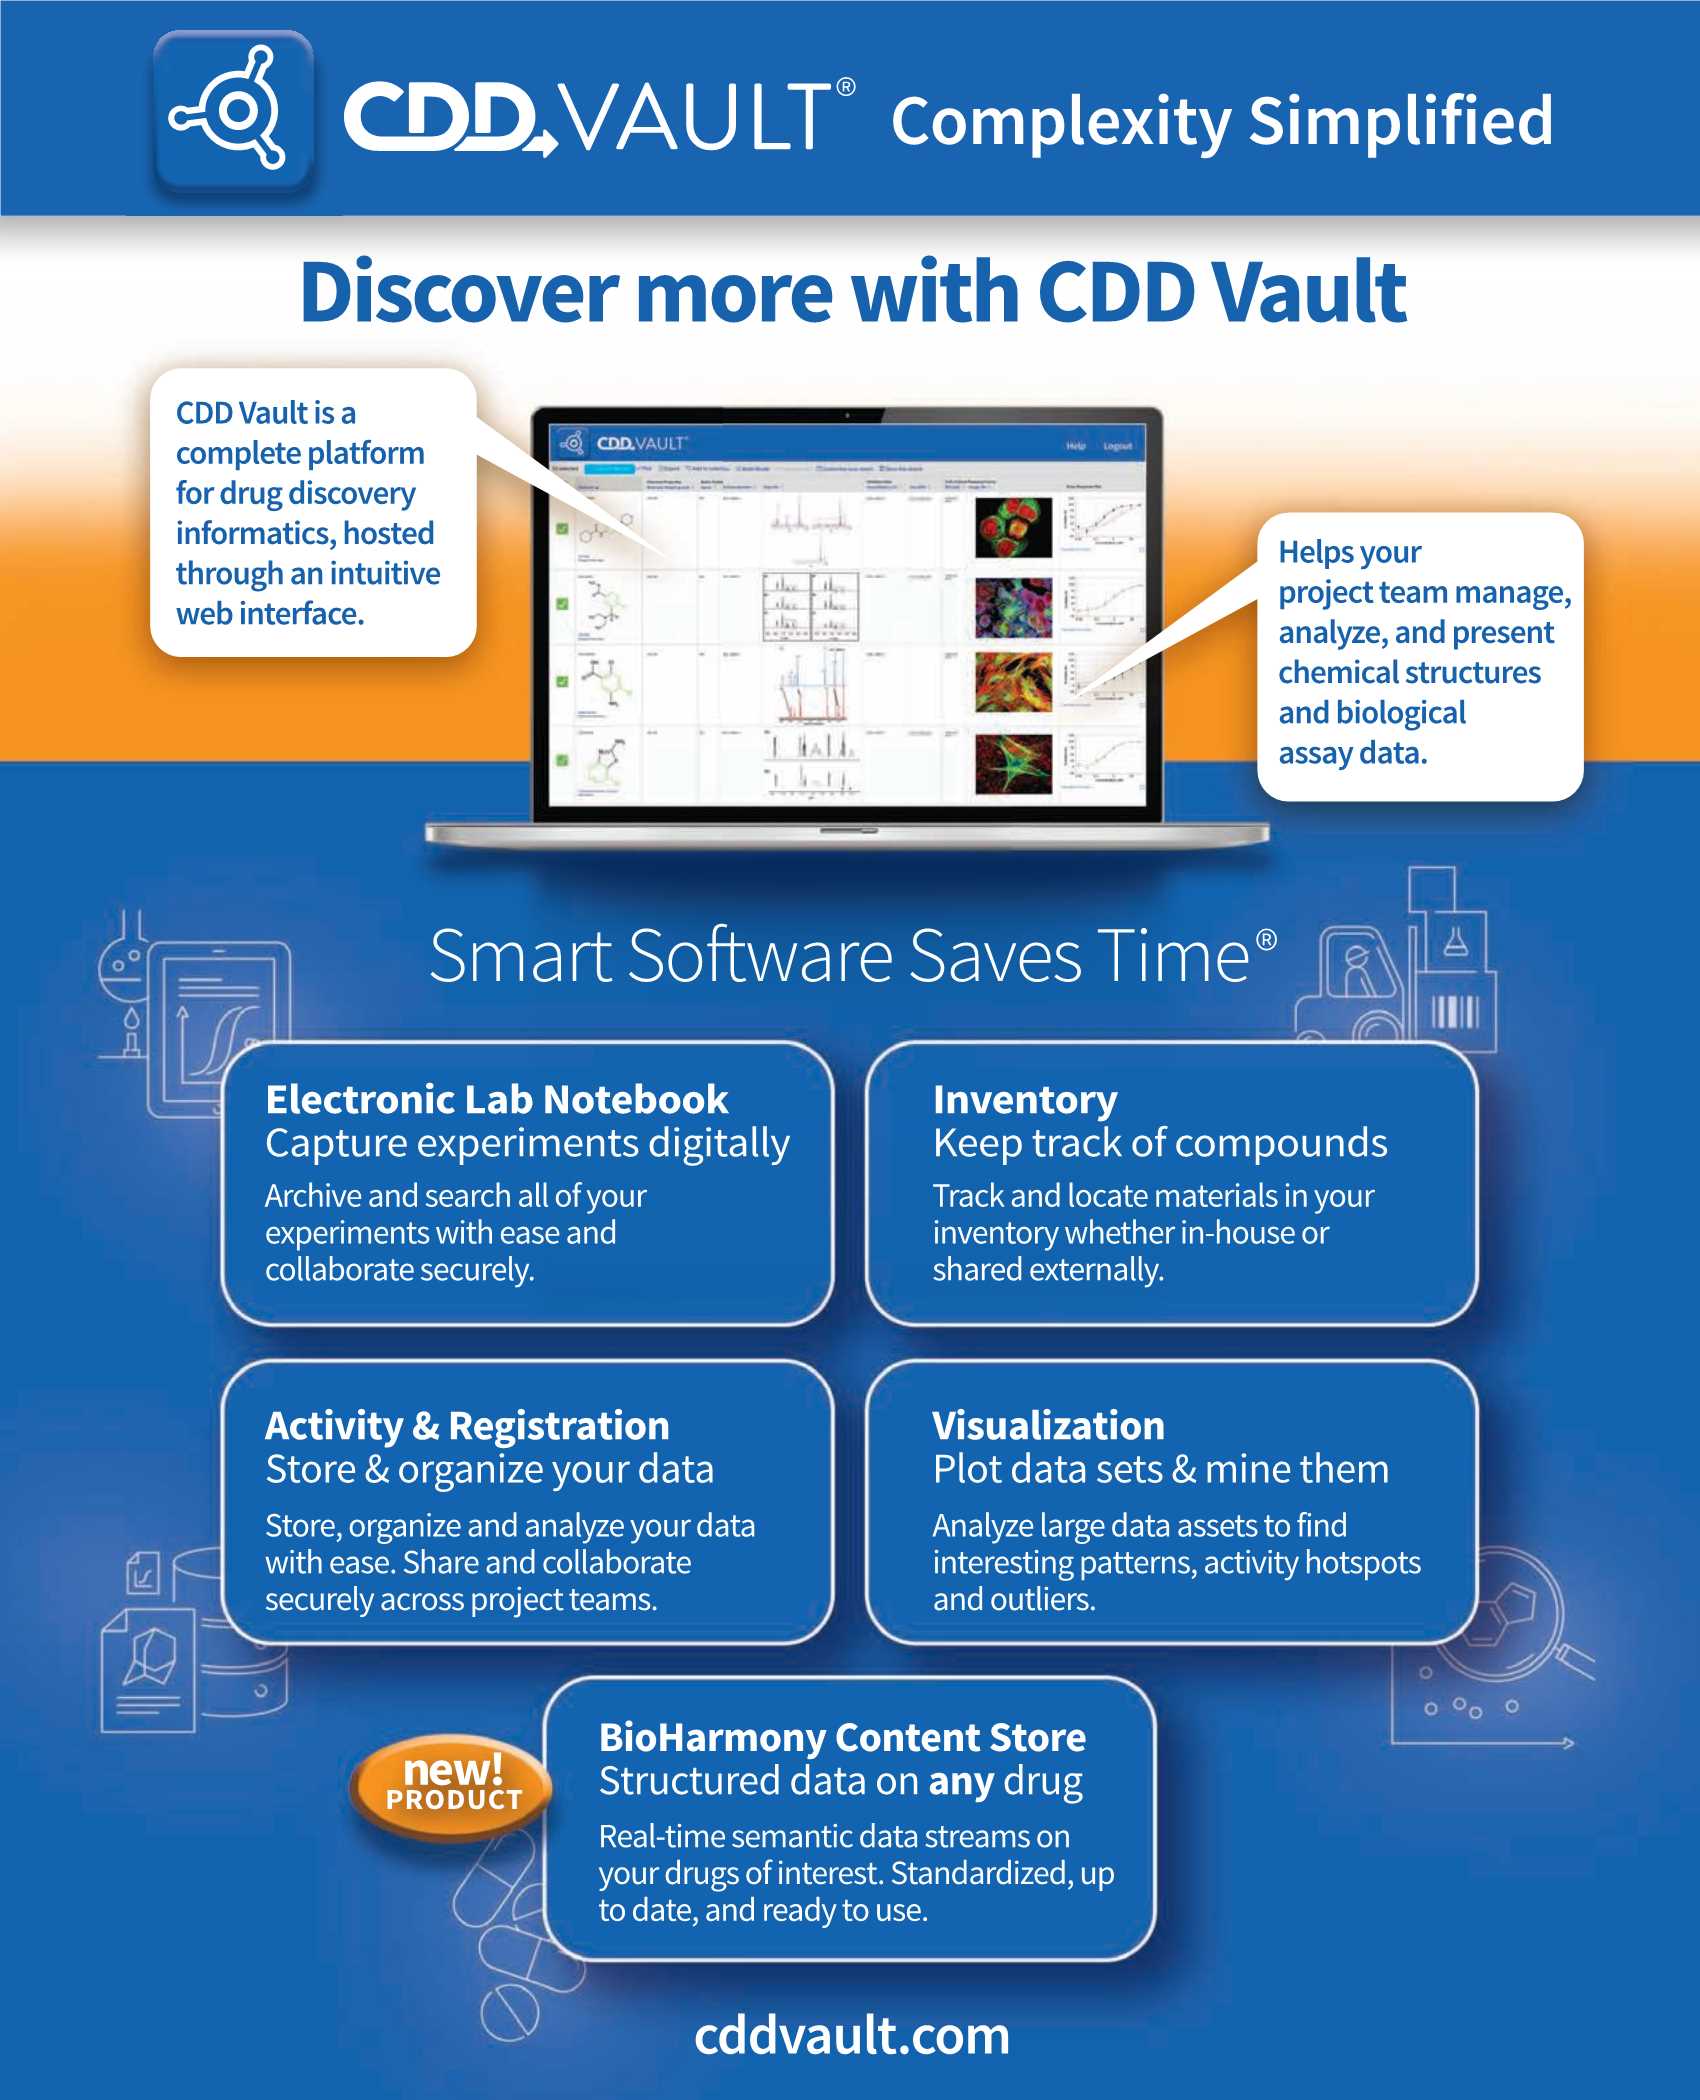 CDD VAULT® Complexity Simplified
Discover more with CDD Vault
CDD Vault is a
complete platform
for drug discovery
informatics, hosted
through an intuitive
web interface.
CDD VAULT
Help Logout
Helps your
project team manage,
analyze, and present
chemical structures
and biological
assay data.
Smart Software Saves Time®
Electronic Lab Notebook
Capture experiments digitally
Archive and search all of your
experiments with ease and
collaborate securely.
Inventory
Keep track of compounds
Track and locate materials in your
inventory whether in-house or
shared externally.
Activity & Registration
Store & organize your data
Store, organize and analyze your data
with ease. Share and collaborate
securely across project teams.
Visualization
Plot data sets & mine them
Analyze large data assets to find
interesting patterns, activity hotspots
and outliers.
new!
PRODUCT
BioHarmony Content Store
Structured data on any drug
Real-time semantic data streams on
your drugs of interest. Standardized, up
to date, and ready to use.
cddvault.com